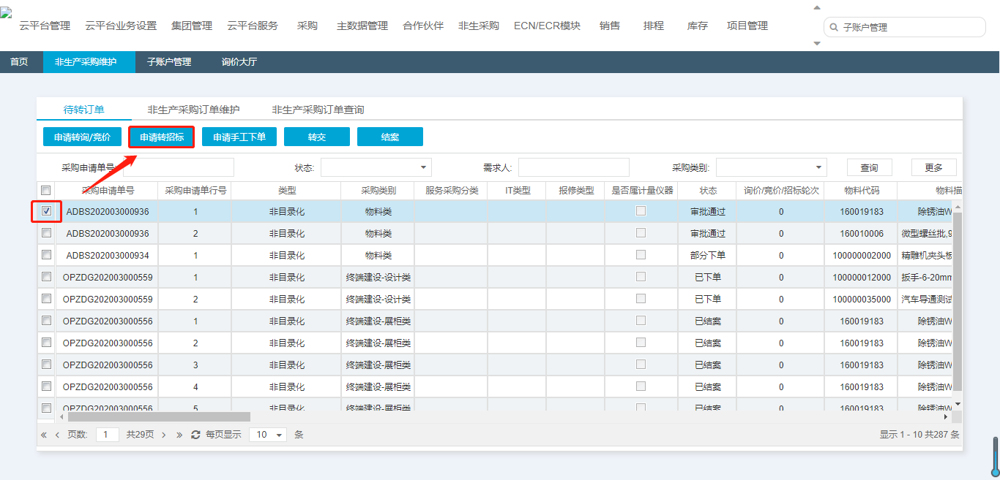 云平台管理 云平台业务设置 集团管理 云平台服务 采购 主数据管理 合作伙伴 非生采购 ECN/ECR模块 销售 排程 库存 项目管理 子账户管理
首页 非生产采购维护 子账户管理 询价大厅
待转订单 非生产采购订单维护 非生产采购订单查询
申请转询/竞价 申请转招标 申请手工下单 转交 结案
采购申请单号: 状态: 需求人: 采购类别: 查询 更多
采购申请单号 采购申请单行号 类型 采购类别 服务采购分类 IT类型 报修类型 是否属计量仪器 状态 询价/竞价/招标轮次 物料代码 物料描
ADBS202003000936 1 非目录化 物料类 审批通过 0 160019183 除锈油W
ADBS202003000936 2 非目录化 物料类 审批通过 0 160010006 微型螺丝批,9
ADBS202003000934 1 非目录化 物料类 部分下单 0 100000002000 精雕机夹头板
OPZDG202003000559 1 非目录化 终端建设-设计类 已下单 0 100000012000 扳手-6-20mm
OPZDG202003000559 2 非目录化 终端建设-设计类 已下单 0 100000035000 汽车导通测试
OPZDG202003000556 1 非目录化 终端建设-展柜类 已结案 0 160019183 除锈油W
OPZDG202003000556 2 非目录化 终端建设-展柜类 已结案 0 160019183 除锈油W
OPZDG202003000556 3 非目录化 终端建设-展柜类 已结案 0 160019183 除锈油W
OPZDG202003000556 4 非目录化 终端建设-展柜类 已结案 0 160019183 除锈油W
OPZDG202003000556 5 非目录化 终端建设-展柜类 已结案 0 160019183 除锈油W
页数: 1 共29页 每页显示 10 条 显示 1 - 10 共287 条